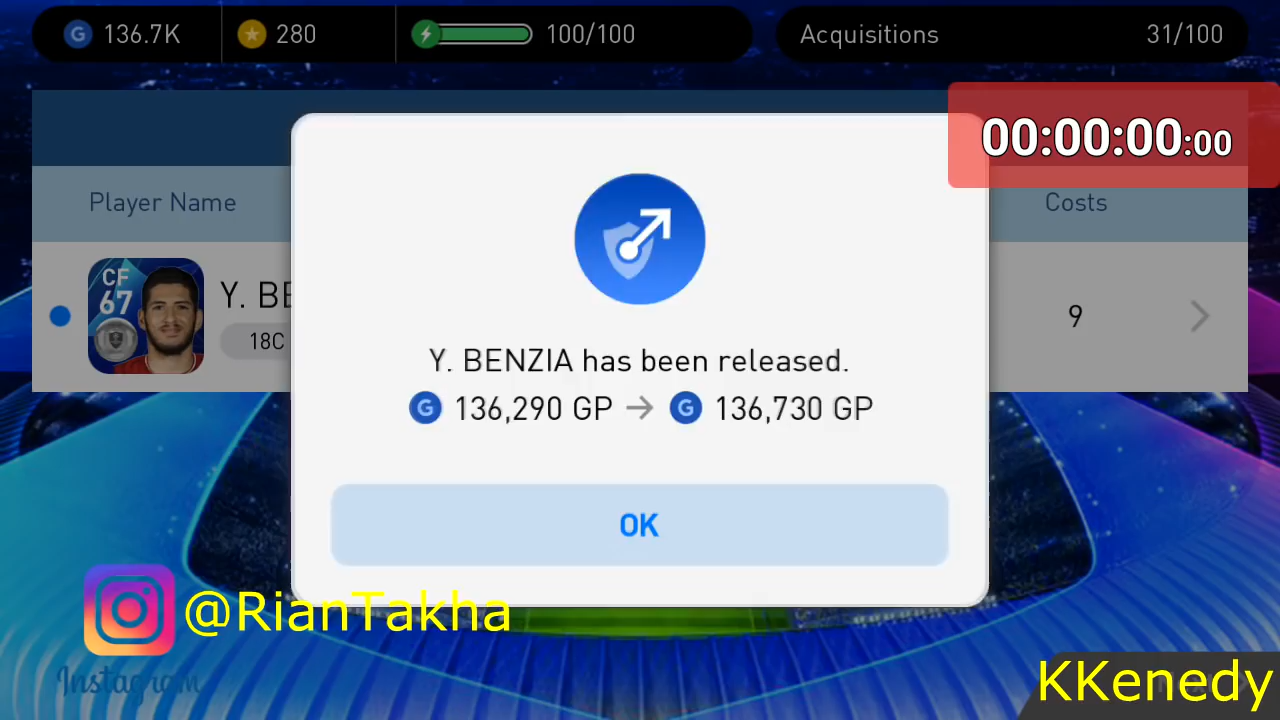 136.7K 280 100/100 Acquisitions 31/100
00:00:00:00
Player Name Costs
CF
67
Y. BE
18C
9
Y. BENZIA has been released.
136,290 GP → 136,730 GP
OK
@RianTakha
Instagram
KKenedy